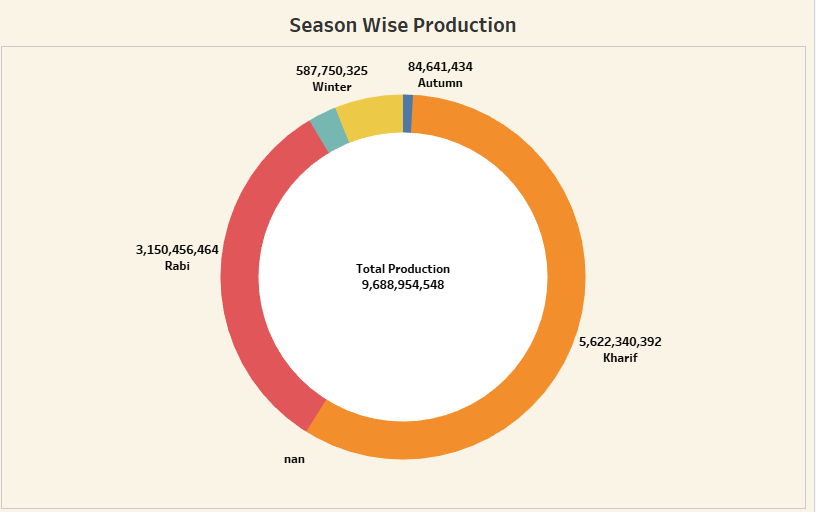 Season Wise Production
587,750,325
Winter
84,641,434
Autumn
3,150,456,464
Rabi
Total Production
9,688,954,548
5,622,340,392
Kharif
nan